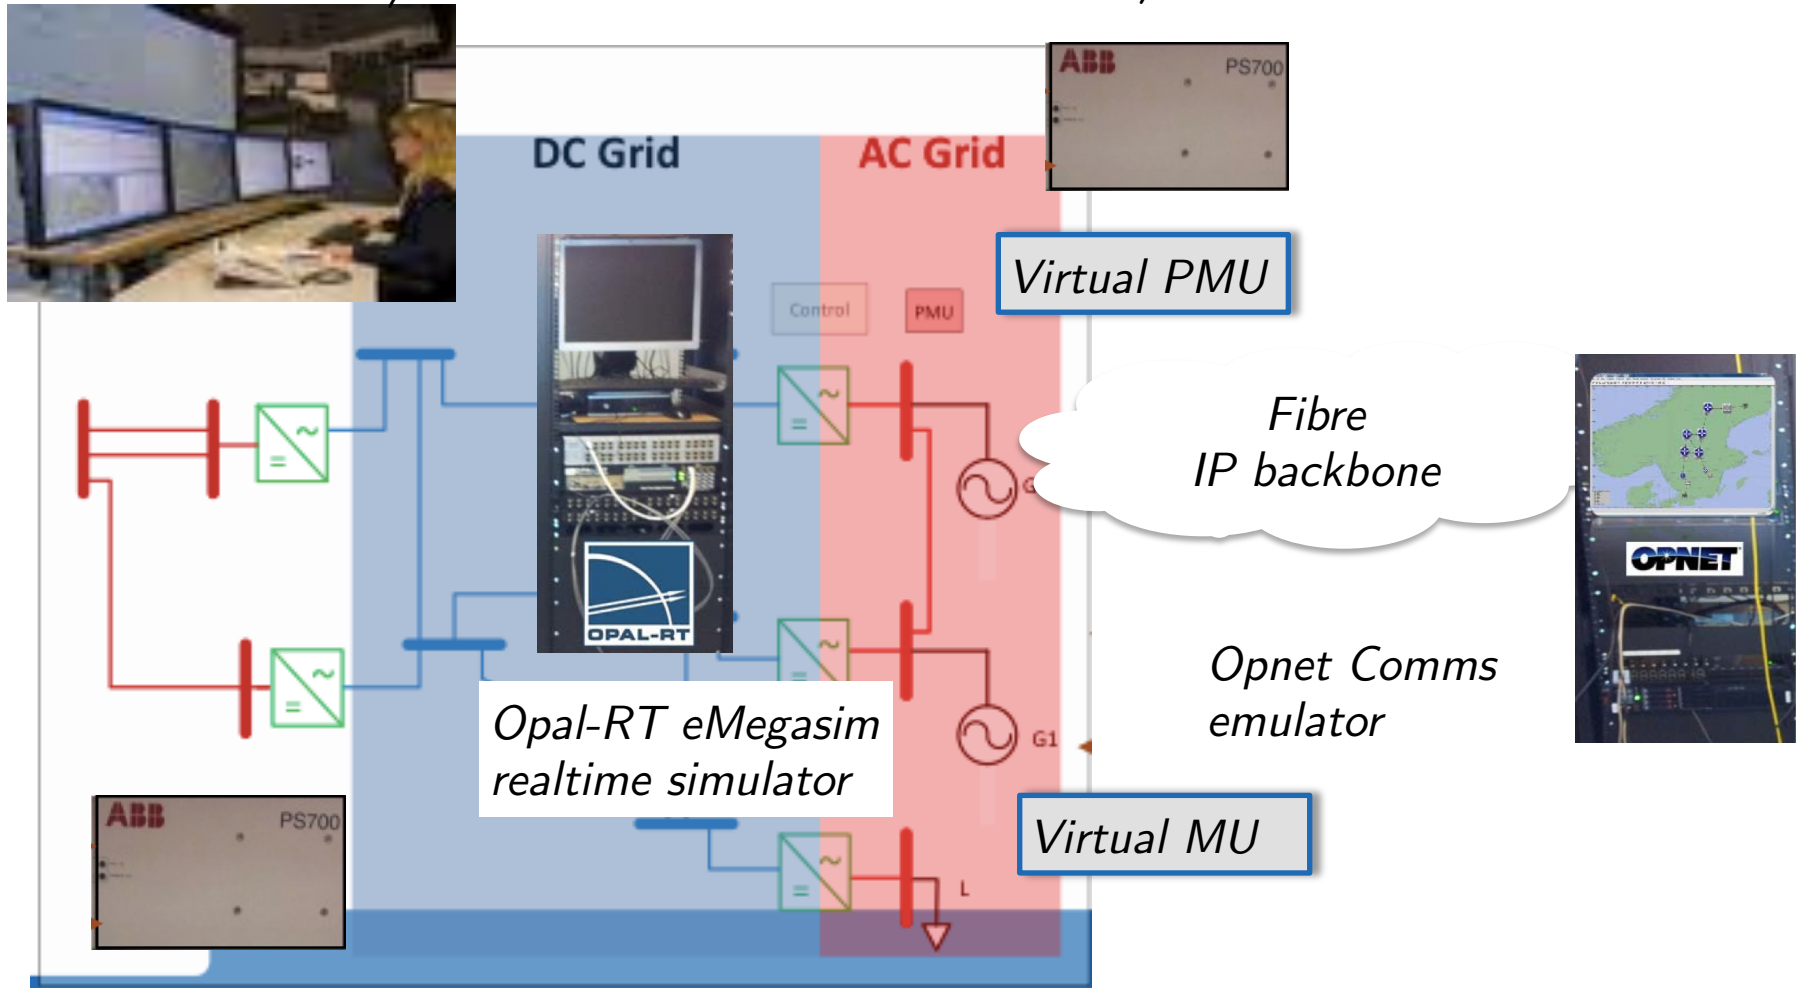 ABB
PS700
DC Grid
AC Grid
Virtual PMU
Control
PMU
Fibre
IP backbone
OPNET
OPAL-RT
Opnet Comms
emulator
Opal-RT eMegasim
realtime simulator
G1
Virtual MU
ABB
PS700
L